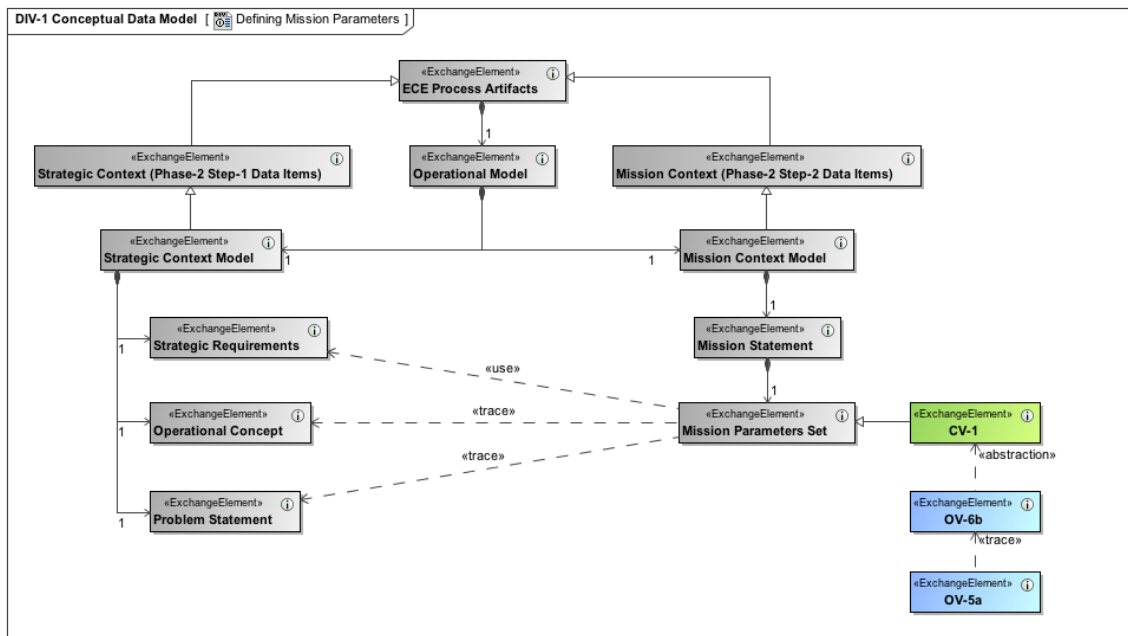 DIV-1 Conceptual Data Model [ Defining Mission Parameters ]
«ExchangeElement»
ECE Process Artifacts
1
«ExchangeElement»
Strategic Context (Phase-2 Step-1 Data Items)
«ExchangeElement»
Operational Model
«ExchangeElement»
Mission Context (Phase-2 Step-2 Data Items)
«ExchangeElement»
Strategic Context Model
1
1
«ExchangeElement»
Mission Context Model
1
«ExchangeElement»
Strategic Requirements
1
«ExchangeElement»
Mission Statement
«use»
1
«ExchangeElement»
Operational Concept
1
«trace»
«ExchangeElement»
Mission Parameters Set
«ExchangeElement»
CV-1
«trace»
«abstraction»
«ExchangeElement»
Problem Statement
1
«ExchangeElement»
OV-6b
«trace»
«ExchangeElement»
OV-5a